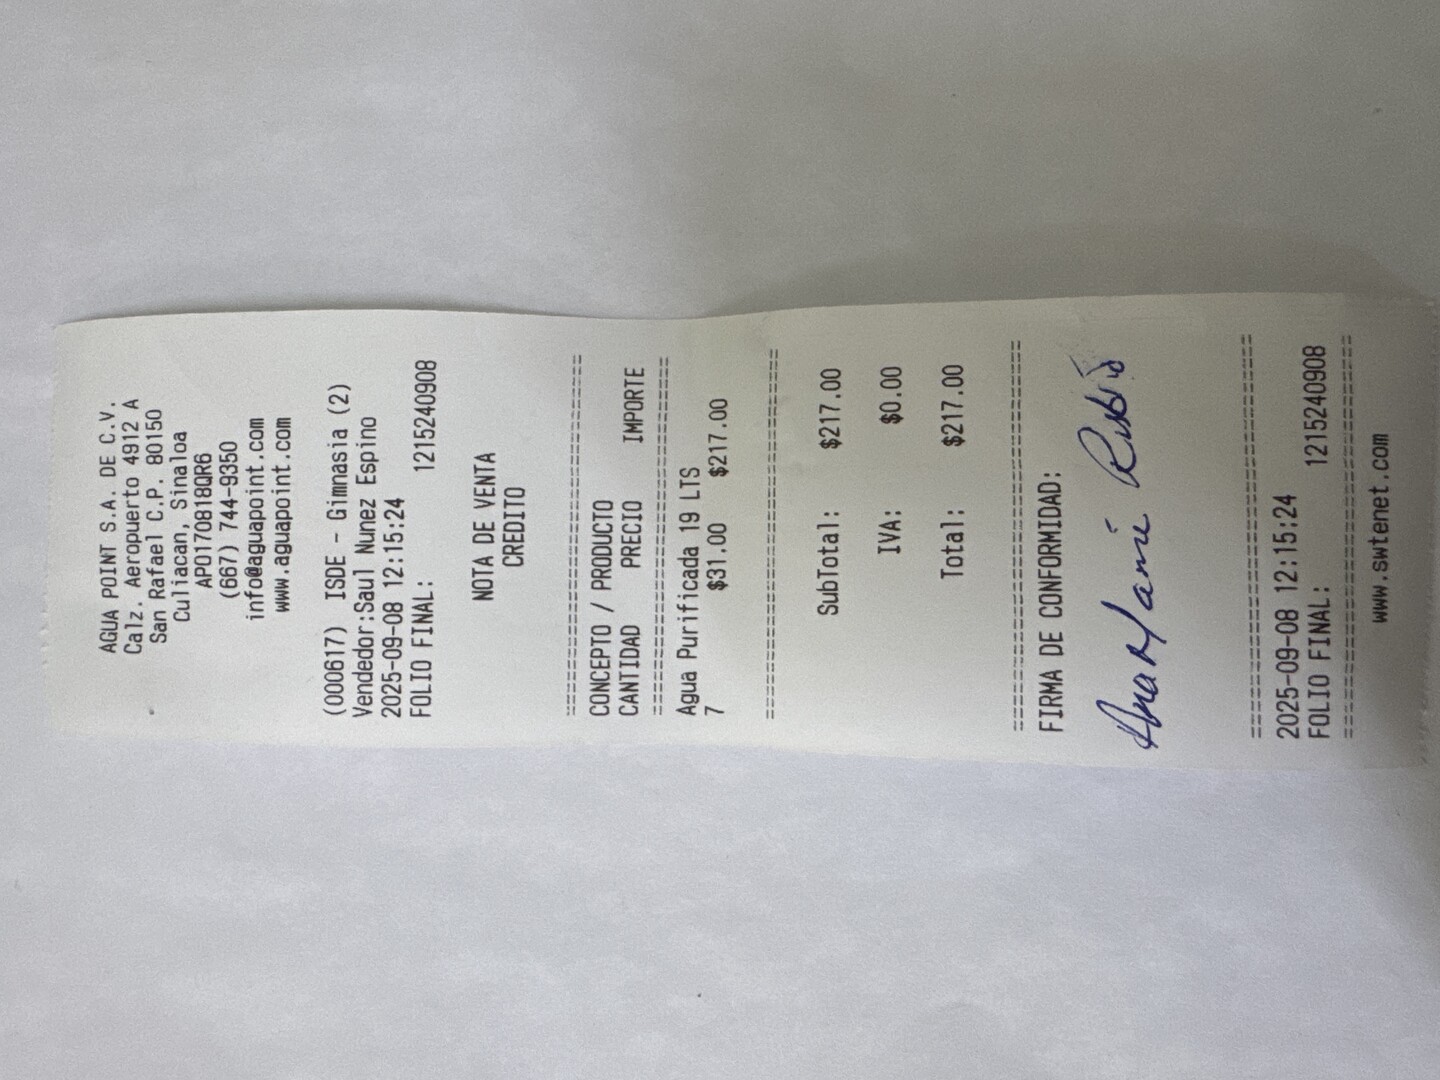 AGUA POINT S.A. DE C.V.
Calz. Aeropuerto 4912 A
San Rafael C.P. 80150
Culiacan, Sinaloa
APO170818QR6
(667) 744-9350
info@aguapoint.com
www.aguapoint.com
(000617) ISDE - Gimnasia (2)
Vendedor:Saul Nunez Espino
2025-09-08 12:15:24
FOLIO FINAL: 1215240908
NOTA DE VENTA
CREDITO
CONCEPTO / PRODUCTO
CANTIDAD PRECIO IMPORTE
Agua Purificada 19 LTS
7 $31.00 $217.00
SubTotal: $217.00
IVA: $0.00
Total: $217.00
FIRMA DE CONFORMIDAD:
Ana Mami Rubio
2025-09-08 12:15:24
FOLIO FINAL: 1215240908
www.swtenet.com